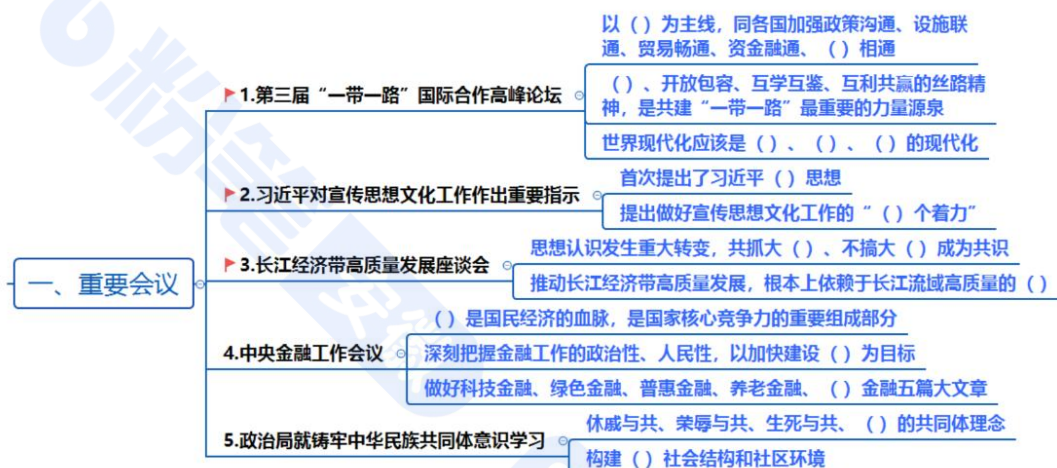 一、重要会议
1.第三届“一带一路”国际合作高峰论坛
以（）为主线，同各国加强政策沟通、设施联
通、贸易畅通、资金融通、（）相通
（）、开放包容、互学互鉴、互利共赢的丝路精
神，是共建“一带一路”最重要的力量源泉
世界现代化应该是（）、（）、（）的现代化
2.习近平对宣传思想文化工作作出重要指示
首次提出了习近平（）思想
提出做好宣传思想文化工作的“（）个着力”
3.长江经济带高质量发展座谈会
思想认识发生重大转变，共抓大（）、不搞大（）成为共识
推动长江经济带高质量发展，根本上依赖于长江流域高质量的（）
4.中央金融工作会议
（）是国民经济的血脉，是国家核心竞争力的重要组成部分
深刻把握金融工作的政治性、人民性，以加快建设（）为目标
做好科技金融、绿色金融、普惠金融、养老金融、（）金融五篇大文章
5.政治局就铸牢中华民族共同体意识学习
休戚与共、荣辱与共、生死与共、（）的共同体理念
构建（）社会结构和社区环境
粉笔安徽